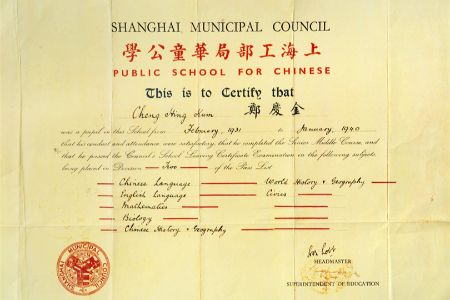 SHANGHAI MUNICIPAL COUNCIL
學公童華局部工海上
PUBLIC SCHOOL FOR CHINESE
This is to Certify that
Cheng Hing Kum 鄭慶金
was a pupil in this School from February, 1931 to January, 1940
that his conduct and attendance were satisfactory, that he completed the Senior Middle Course, and
that he passed the Council's School Leaving Certificate Examination in the following subjects
being placed in Division Two of the Pass List
Chinese Language World History & Geography
English Language Civics
Mathematics
Biology
Chinese History & Geography
HEADMASTER
SUPERINTENDENT OF EDUCATION
SHANGHAI MUNICIPAL COUNCIL